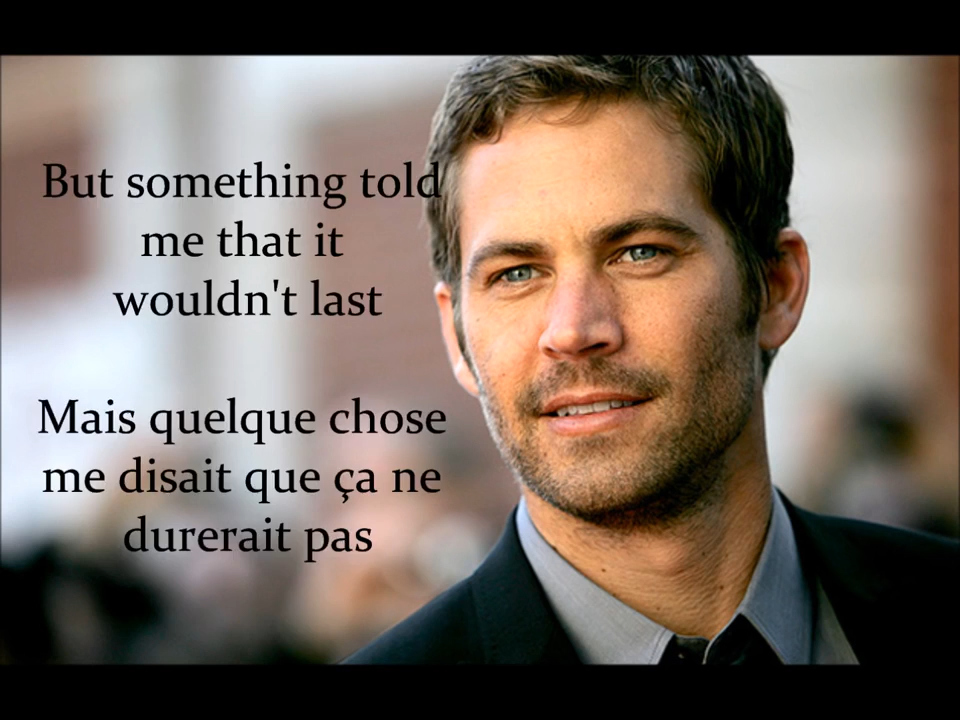 But something told
me that it
wouldn't last
Mais quelque chose
me disait que ça ne
durerait pas